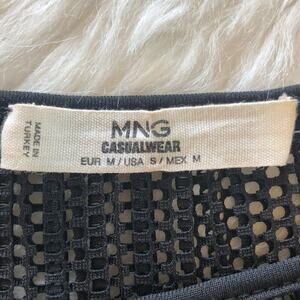 MADE IN
TURKEY
MNG
CASUALWEAR
EUR M / USA S / MEX M